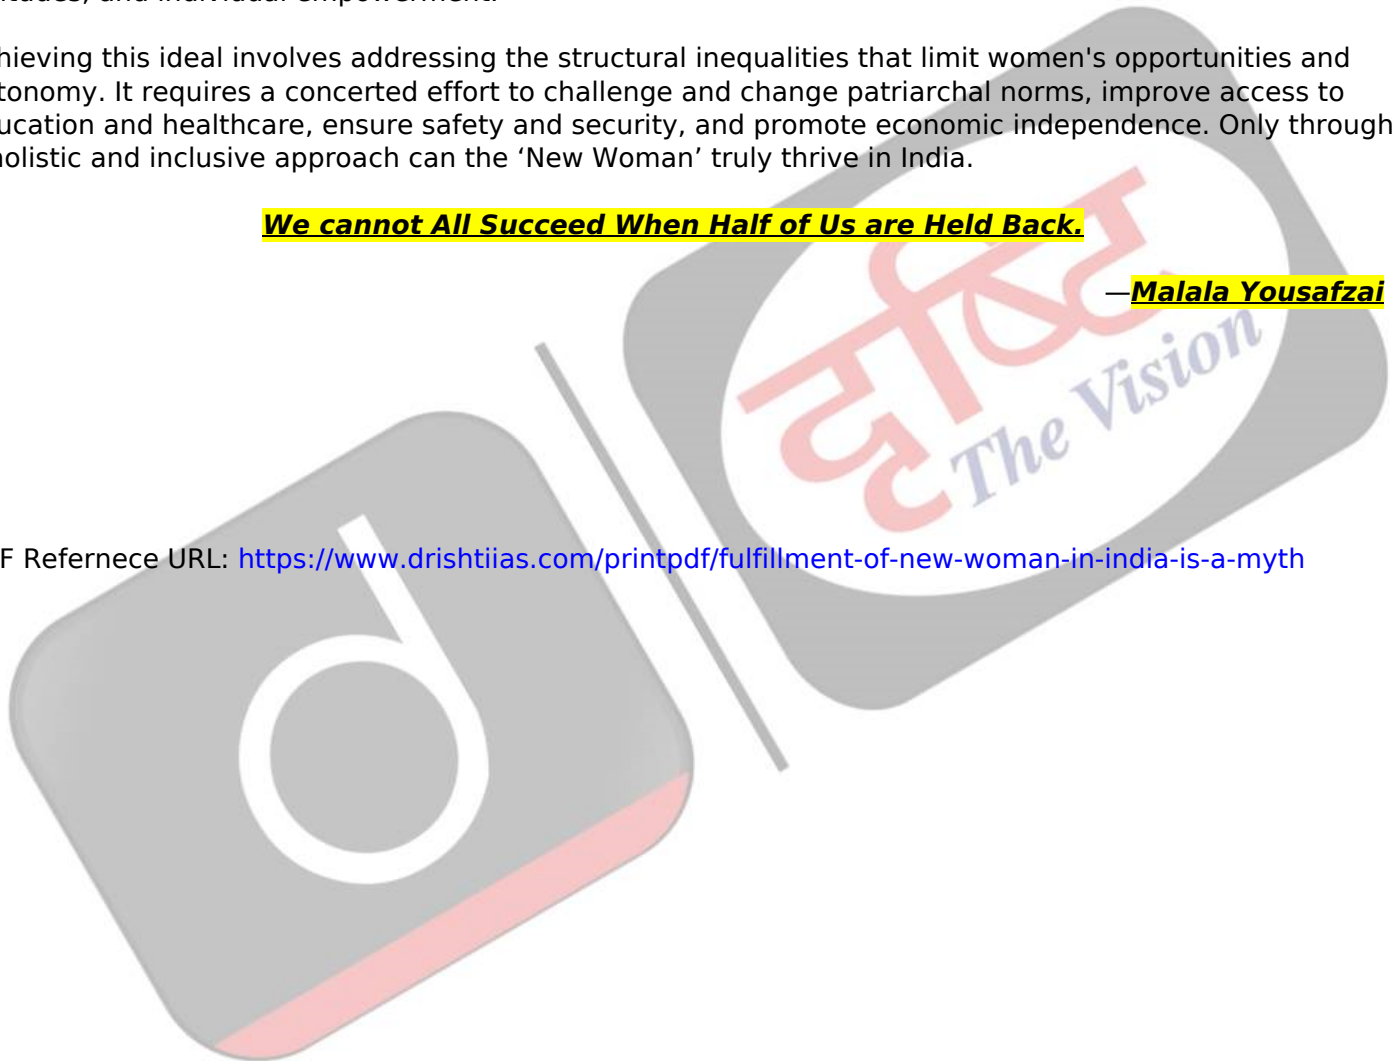 itudes, and individual empowerment.
hieving this ideal involves addressing the structural inequalities that limit women's opportunities and
tonomy. It requires a concerted effort to challenge and change patriarchal norms, improve access to
ucation and healthcare, ensure safety and security, and promote economic independence. Only through
holistic and inclusive approach can the ‘New Woman’ truly thrive in India.
We cannot All Succeed When Half of Us are Held Back.
—Malala Yousafzai
दृष्टि
The Vision
F Refernece URL: https://www.drishtiias.com/printpdf/fulfillment-of-new-woman-in-india-is-a-myth
d